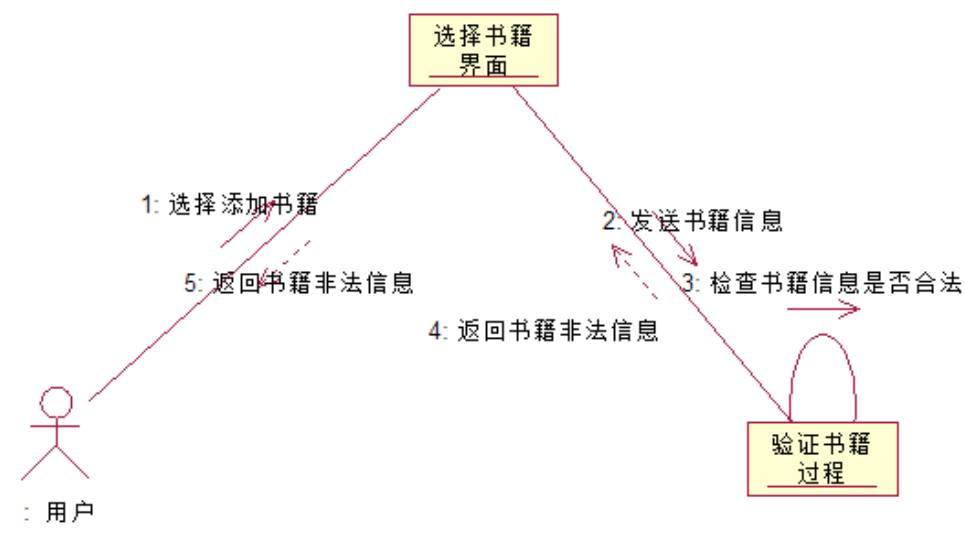 选择书籍
界面
1: 选择添加书籍
2: 发送书籍信息
5: 返回书籍非法信息
3: 检查书籍信息是否合法
4: 返回书籍非法信息
验证书籍
过程
: 用户